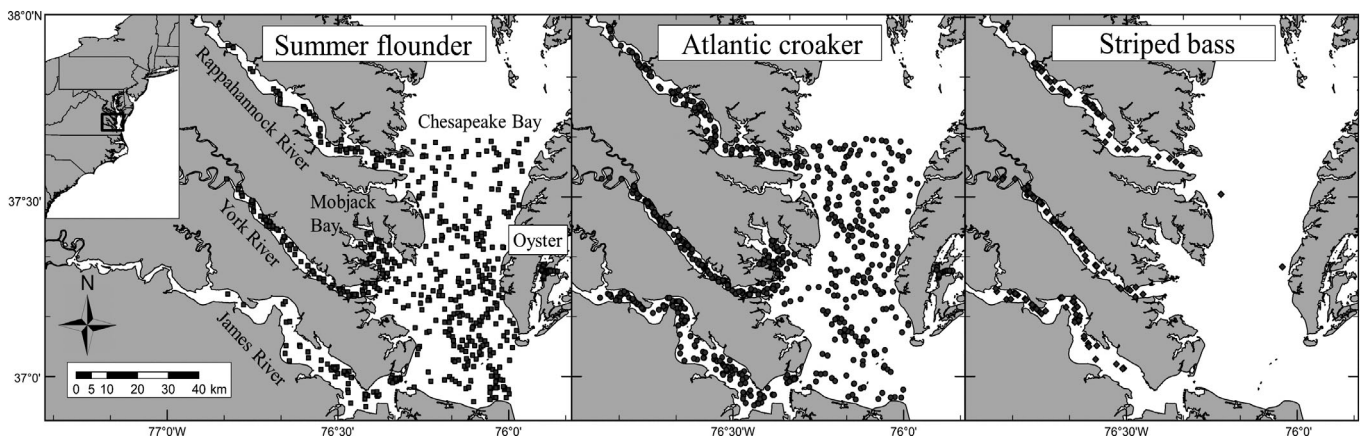 38°0'N
37°30'
37°0'
Summer flounder
Rappahannock River
Chesapeake Bay
Mobjack
Bay
York River
Oyster
James River
N
0 5 10 20 30 40
km
Atlantic croaker
Striped bass
77°0'W
76°30'
76°0'
76°30'W
76°0'
76°30'W
76°0'